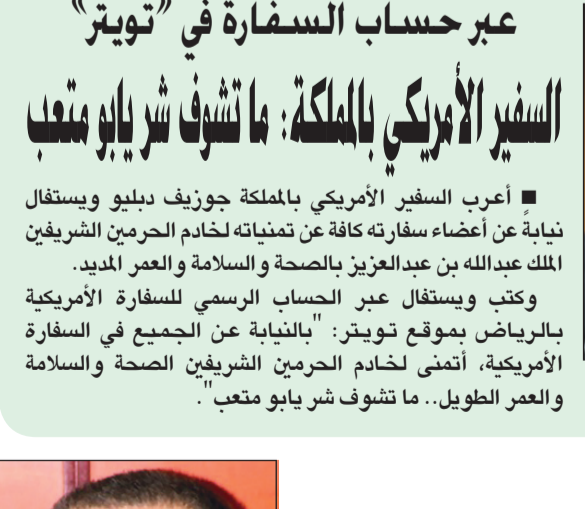 عبر حساب السفارة في "تويتر"
السفير الأمريكي بالمملكة: ما تشوف شر يابو متعب
■ أعرب السفير الأمريكي بالمملكة جوزيف دبليو ويستفال
نيابةً عن أعضاء سفارته كافة عن تمنياته لخادم الحرمين الشريفين
الملك عبدالله بن عبدالعزيز بالصحة والسلامة والعمر المديد.
وكتب ويستفال عبر الحساب الرسمي للسفارة الأمريكية
بالرياض بموقع تويتر: "بالنيابة عن الجميع في السفارة
الأمريكية، أتمنى لخادم الحرمين الشريفين الصحة والسلامة
والعمر الطويل.. ما تشوف شر يابو متعب".